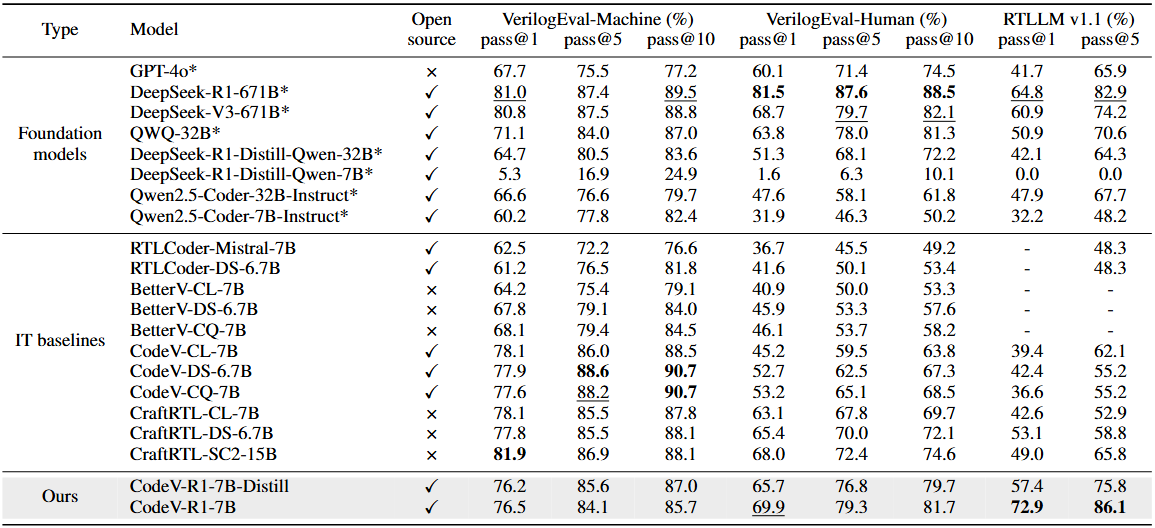 Type Model Open source VerilogEval-Machine (%) VerilogEval-Human (%) RTLLM v1.1 (%)
pass@1 pass@5 pass@10 pass@1 pass@5 pass@10 pass@1 pass@5
Foundation models
GPT-4o* × 67.7 75.5 77.2 60.1 71.4 74.5 41.7 65.9
DeepSeek-R1-671B* ✓ 81.0 87.4 89.5 81.5 87.6 88.5 64.8 82.9
DeepSeek-V3-671B* ✓ 80.8 87.5 88.8 68.7 79.7 82.1 60.9 74.2
QWQ-32B* ✓ 71.1 84.0 87.0 63.8 78.0 81.3 50.9 70.6
DeepSeek-R1-Distill-Qwen-32B* ✓ 64.7 80.5 83.6 51.3 68.1 72.2 42.1 64.3
DeepSeek-R1-Distill-Qwen-7B* ✓ 5.3 16.9 24.9 1.6 6.3 10.1 0.0 0.0
Qwen2.5-Coder-32B-Instruct* ✓ 66.6 76.6 79.7 47.6 58.1 61.8 47.9 67.7
Qwen2.5-Coder-7B-Instruct* ✓ 60.2 77.8 82.4 31.9 46.3 50.2 32.2 48.2
IT baselines
RTLCoder-Mistral-7B ✓ 62.5 72.2 76.6 36.7 45.5 49.2 - 48.3
RTLCoder-DS-6.7B ✓ 61.2 76.5 81.8 41.6 50.1 53.4 - 48.3
BetterV-CL-7B × 64.2 75.4 79.1 40.9 50.0 53.3 - -
BetterV-DS-6.7B × 67.8 79.1 84.0 45.9 53.3 57.6 - -
BetterV-CQ-7B × 68.1 79.4 84.5 46.1 53.7 58.2 - -
CodeV-CL-7B ✓ 78.1 86.0 88.5 45.2 59.5 63.8 39.4 62.1
CodeV-DS-6.7B ✓ 77.9 88.6 90.7 52.7 62.5 67.3 42.4 55.2
CodeV-CQ-7B ✓ 77.6 88.2 90.7 53.2 65.1 68.5 36.6 55.2
CraftRTL-CL-7B × 78.1 85.5 87.8 63.1 67.8 69.7 42.6 52.9
CraftRTL-DS-6.7B × 77.8 85.5 88.1 65.4 70.0 72.1 53.1 58.8
CraftRTL-SC2-15B × 81.9 86.9 88.1 68.0 72.4 74.6 49.0 65.8
Ours
CodeV-R1-7B-Distill ✓ 76.2 85.6 87.0 65.7 76.8 79.7 57.4 75.8
CodeV-R1-7B ✓ 76.5 84.1 85.7 69.9 79.3 81.7 72.9 86.1